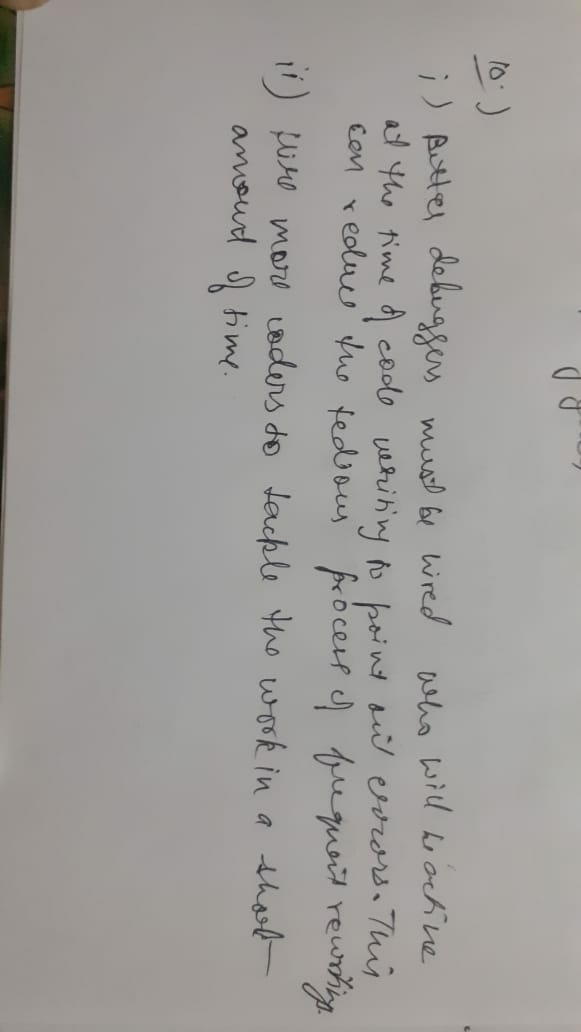 10.)
i) Better debuggers must be hired who will be active
at the time of code writing to point out errors. This
can reduce the tedious process of frequent rewriting.
ii) Hire more coders to tackle the work in a short
amount of time.